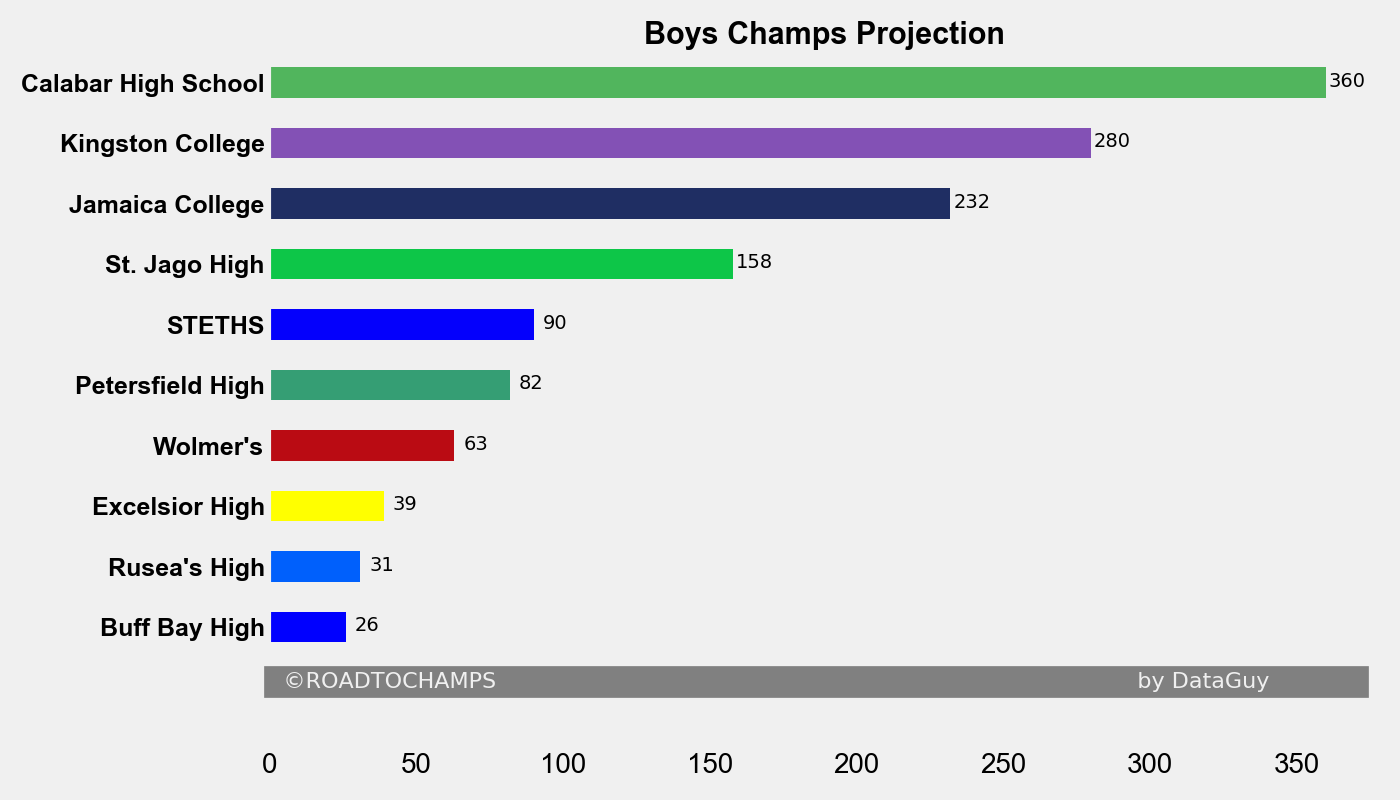 Boys Champs Projection
Calabar High School 360
Kingston College 280
Jamaica College 232
St. Jago High 158
STETHS 90
Petersfield High 82
Wolmer's 63
Excelsior High 39
Rusea's High 31
Buff Bay High 26
©ROADTOCHAMPS by DataGuy
0 50 100 150 200 250 300 350